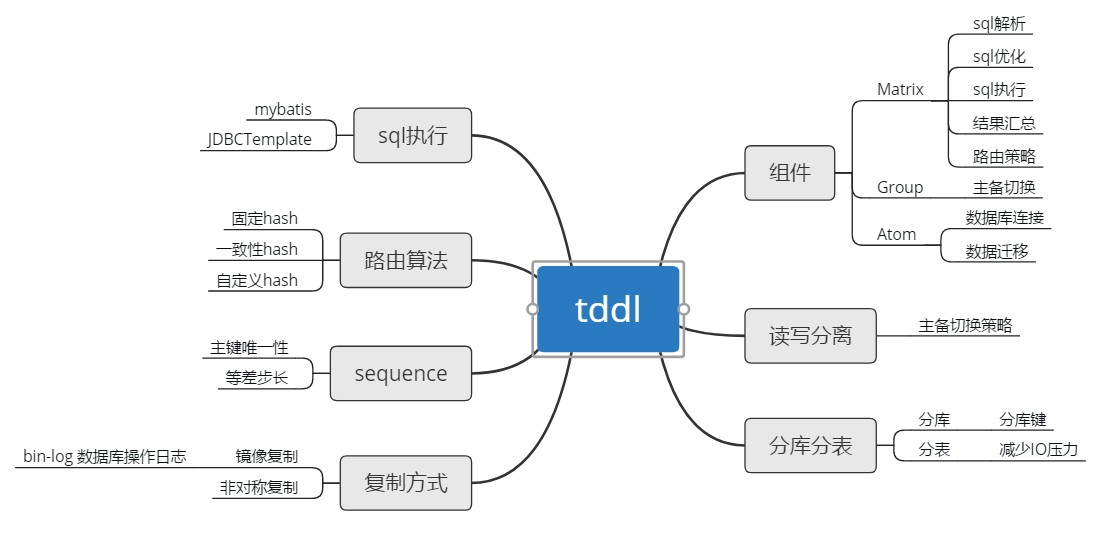 tddl
组件
Matrix
sql解析
sql优化
sql执行
结果汇总
路由策略
Group
主备切换
Atom
数据库连接
数据迁移
读写分离
主备切换策略
分库分表
分库
分库键
分表
减少IO压力
sql执行
mybatis
JDBCTemplate
路由算法
固定hash
一致性hash
自定义hash
sequence
主键唯一性
等差步长
复制方式
镜像复制
bin-log 数据库操作日志
非对称复制